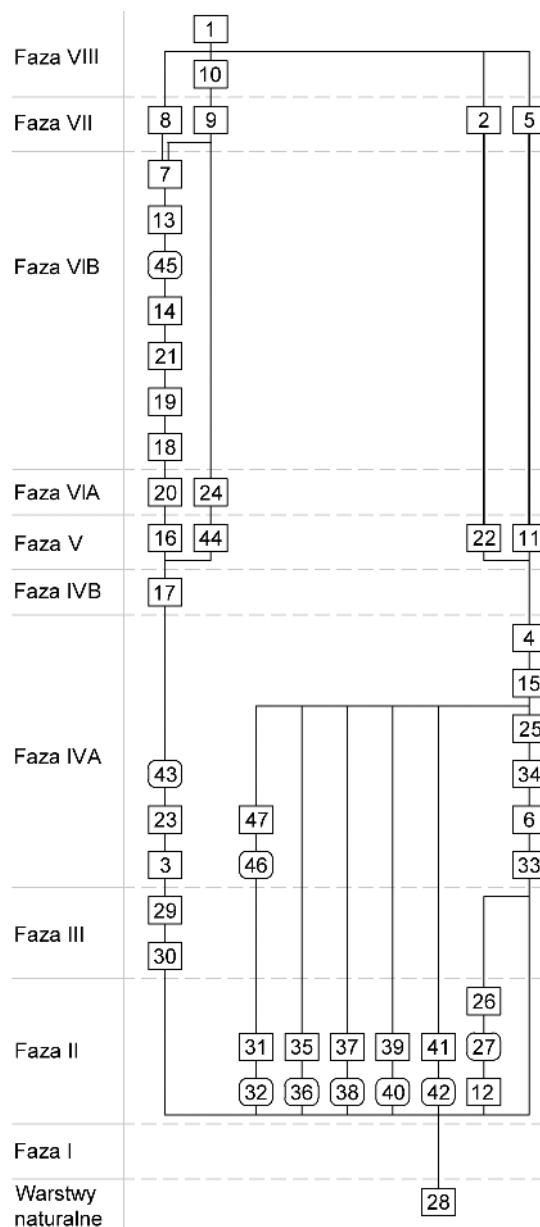 1
Faza VIII
10
Faza VII
8 9 2 5
7
13
Faza VIB
45
14
21
19
18
Faza VIA
20 24
Faza V
16 44 22 11
Faza IVB
17
4
15
25
Faza IVA
43 34
23 47 6
3 46 33
29
Faza III
30
26
Faza II
31 35 37 39 41 27
32 36 38 40 42 12
Faza I
Warstwy
naturalne
28